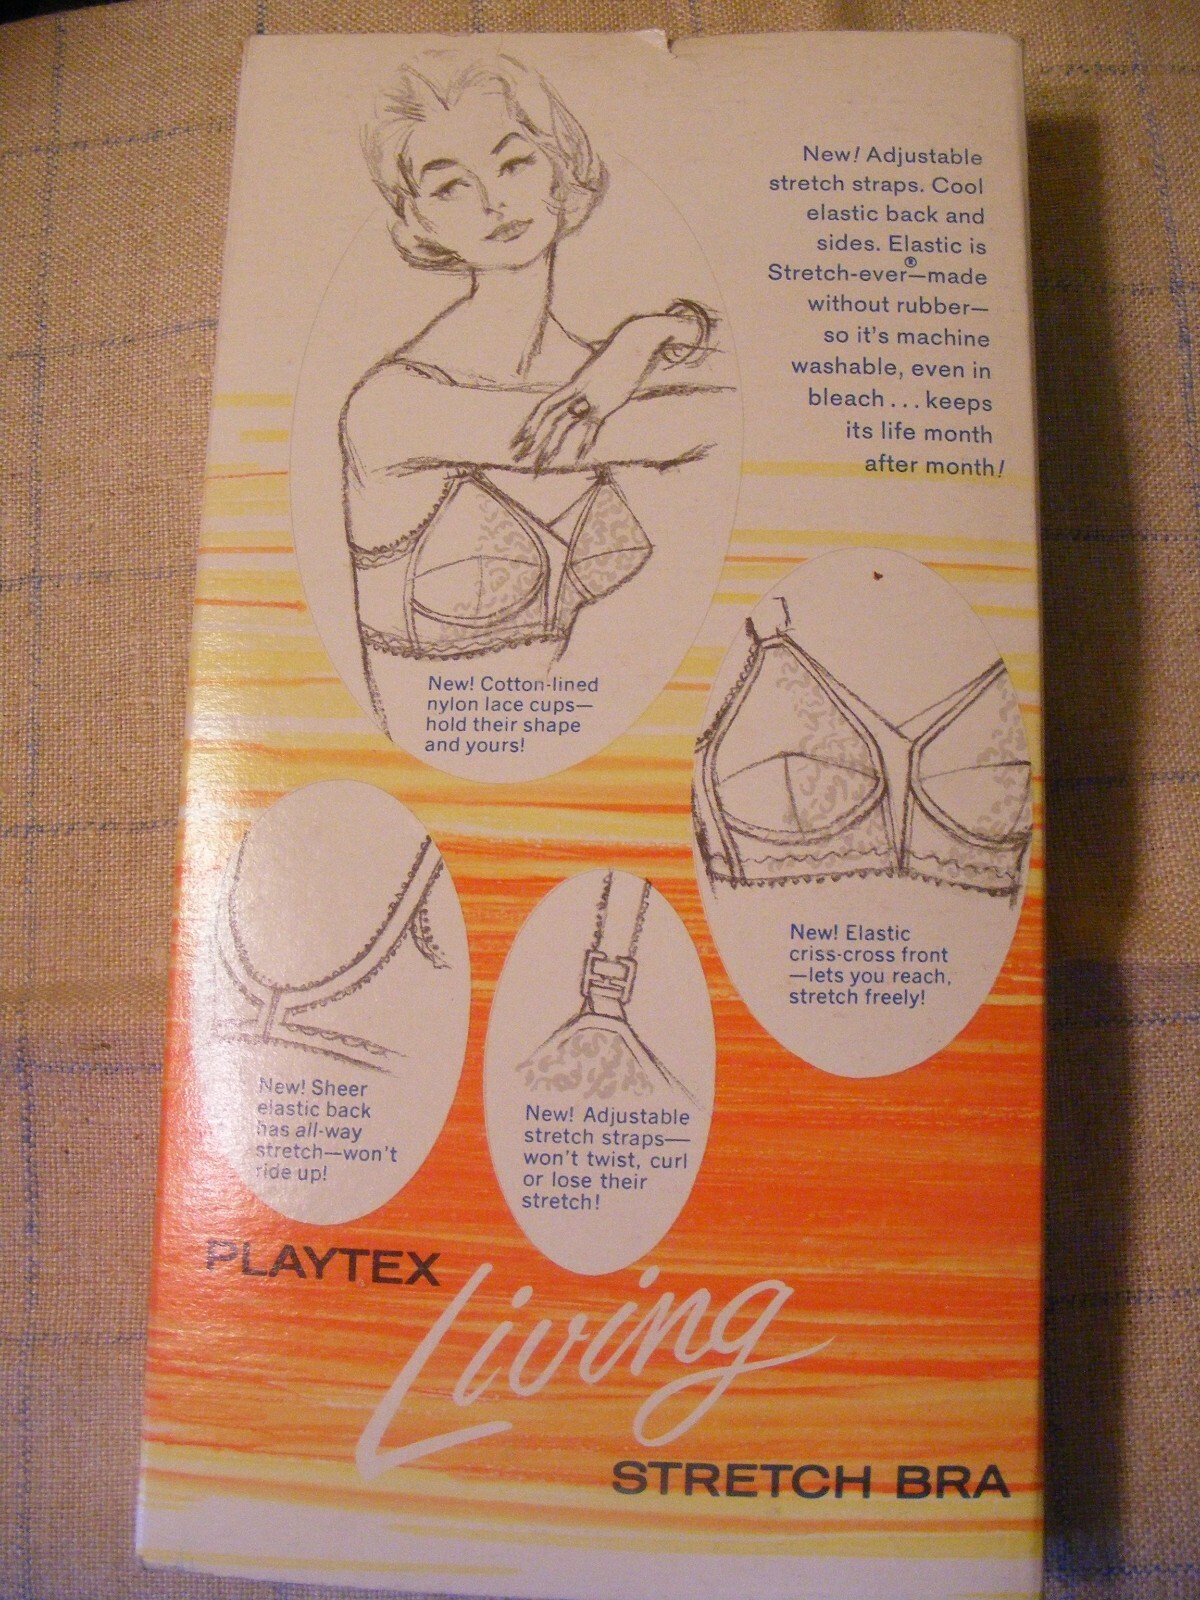 New! Adjustable
stretch straps. Cool
elastic back and
sides. Elastic is
Stretch-ever®—made
without rubber—
so it's machine
washable, even in
bleach...keeps
its life month
after month!
New! Cotton-lined
nylon lace cups—
hold their shape
and yours!
New! Elastic
criss-cross front
—lets you reach,
stretch freely!
New! Sheer
elastic back
has all-way
stretch—won't
ride up!
New! Adjustable
stretch straps—
won't twist, curl
or lose their
stretch!
PLAYTEX
Living
STRETCH BRA